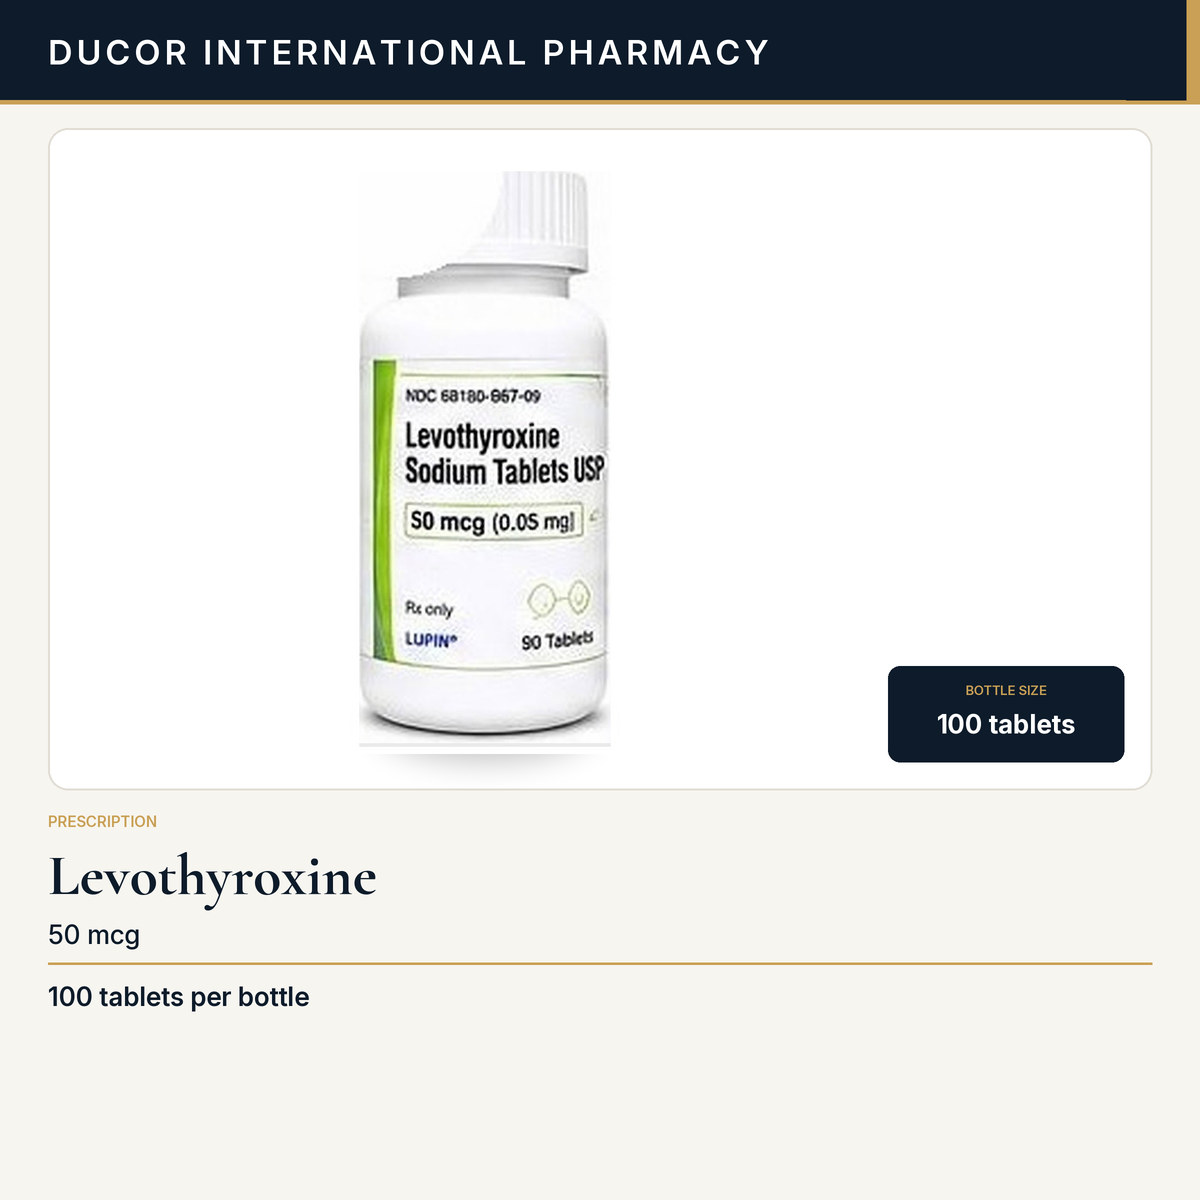 DUCOR INTERNATIONAL PHARMACY
NDC 68180-967-09
Levothyroxine
Sodium Tablets USP
50 mcg (0.05 mg)
Rx only
LUPIN®
90 Tablets
BOTTLE SIZE
100 tablets
PRESCRIPTION
Levothyroxine
50 mcg
100 tablets per bottle